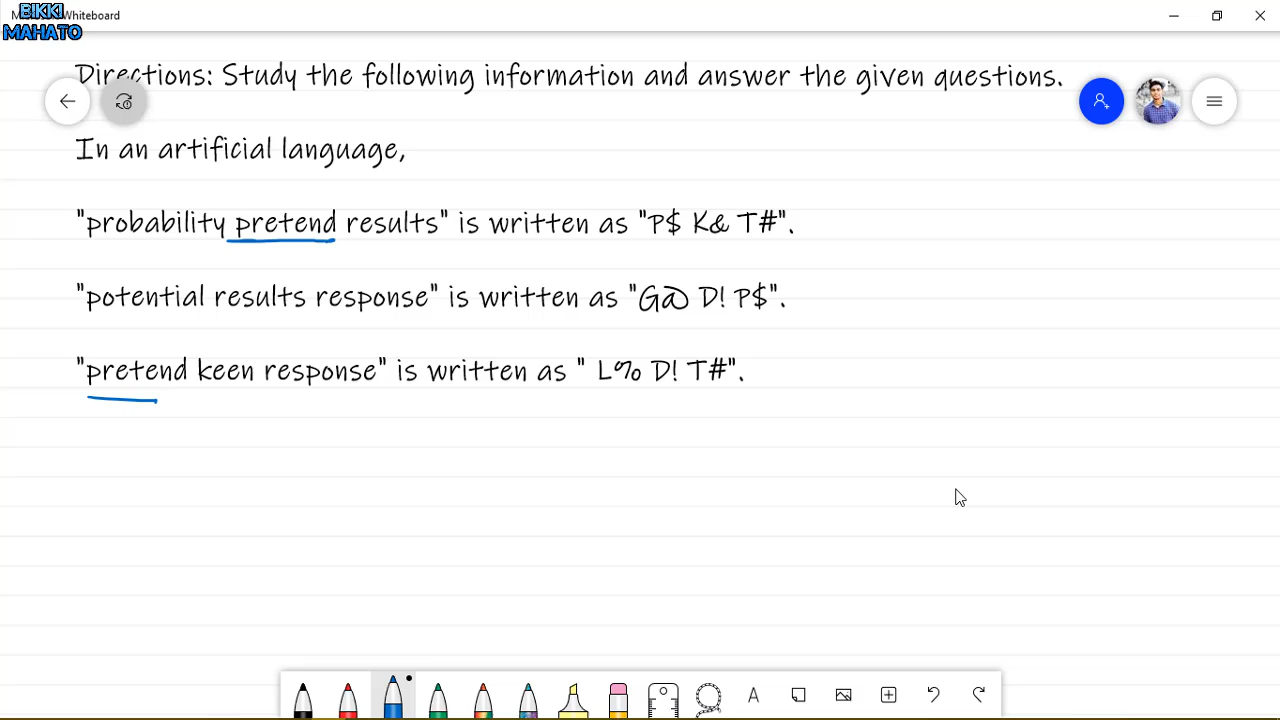 Whiteboard
BIKKI
MAHATO
Directions: Study the following information and answer the given questions.
In an artificial language,
"probability pretend results" is written as "P$ K& T#".
"potential results response" is written as "G@ D! P$".
"pretend keen response" is written as " L% D! T#".
A